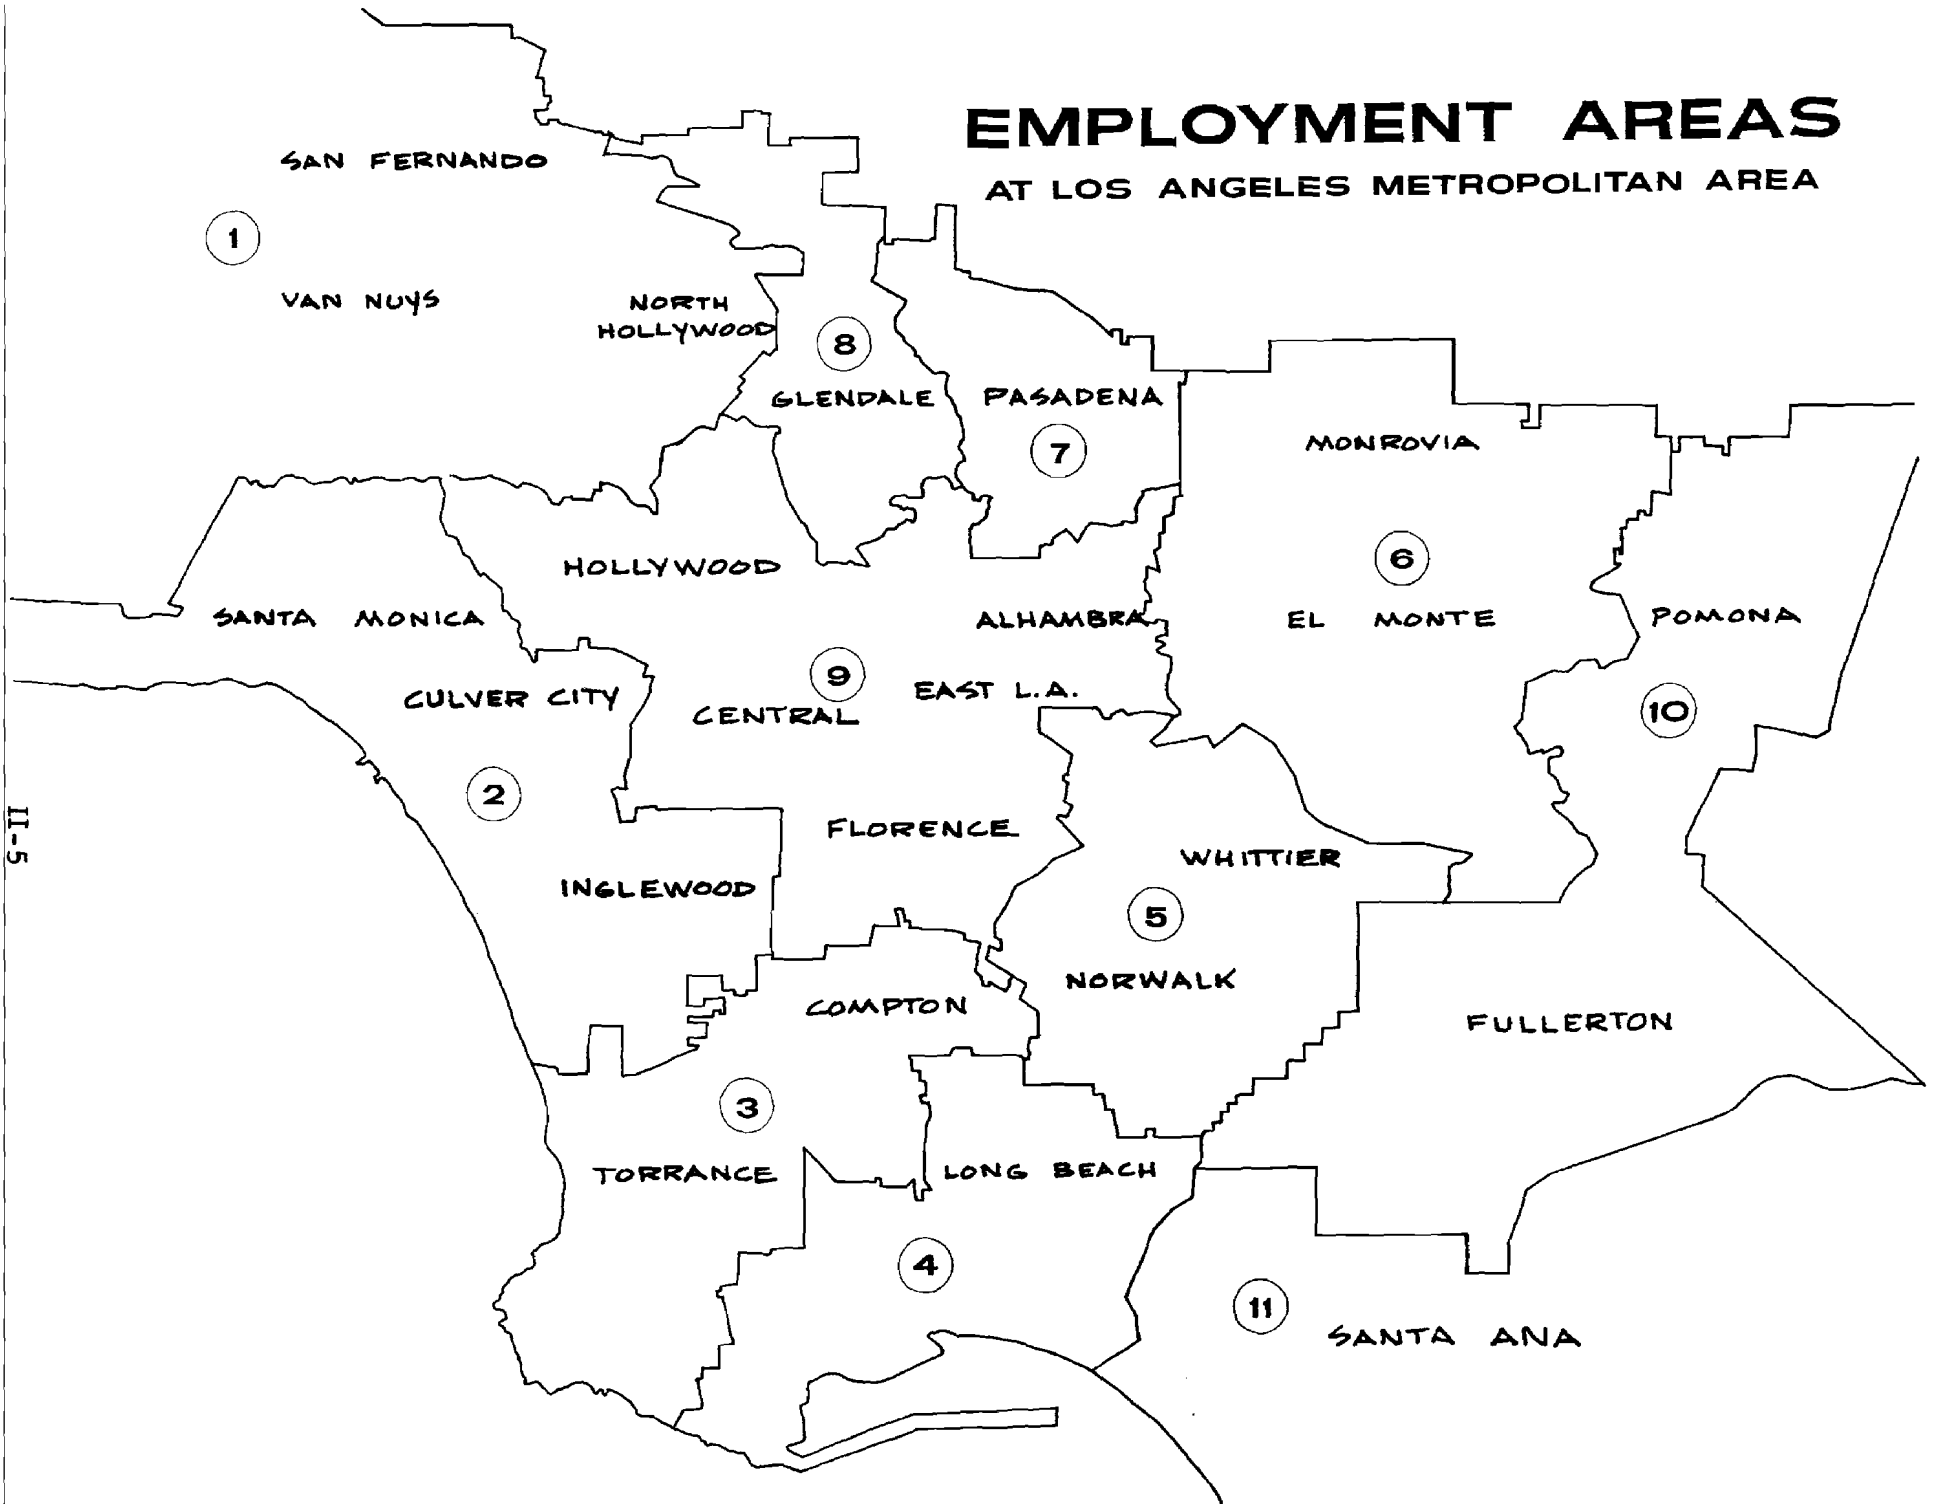 EMPLOYMENT AREAS
AT LOS ANGELES METROPOLITAN AREA
SAN FERNANDO
1
VAN NUYS
NORTH
HOLLYWOOD
8
GLENDALE
PASADENA
7
MONROVIA
HOLLYWOOD
6
SANTA MONICA
ALHAMBRA
EL MONTE
POMONA
9
EAST L.A.
CULVER CITY
CENTRAL
10
2
FLORENCE
WHITTIER
INGLEWOOD
5
NORWALK
COMPTON
FULLERTON
3
TORRANCE
LONG BEACH
4
11
SANTA ANA
II-5